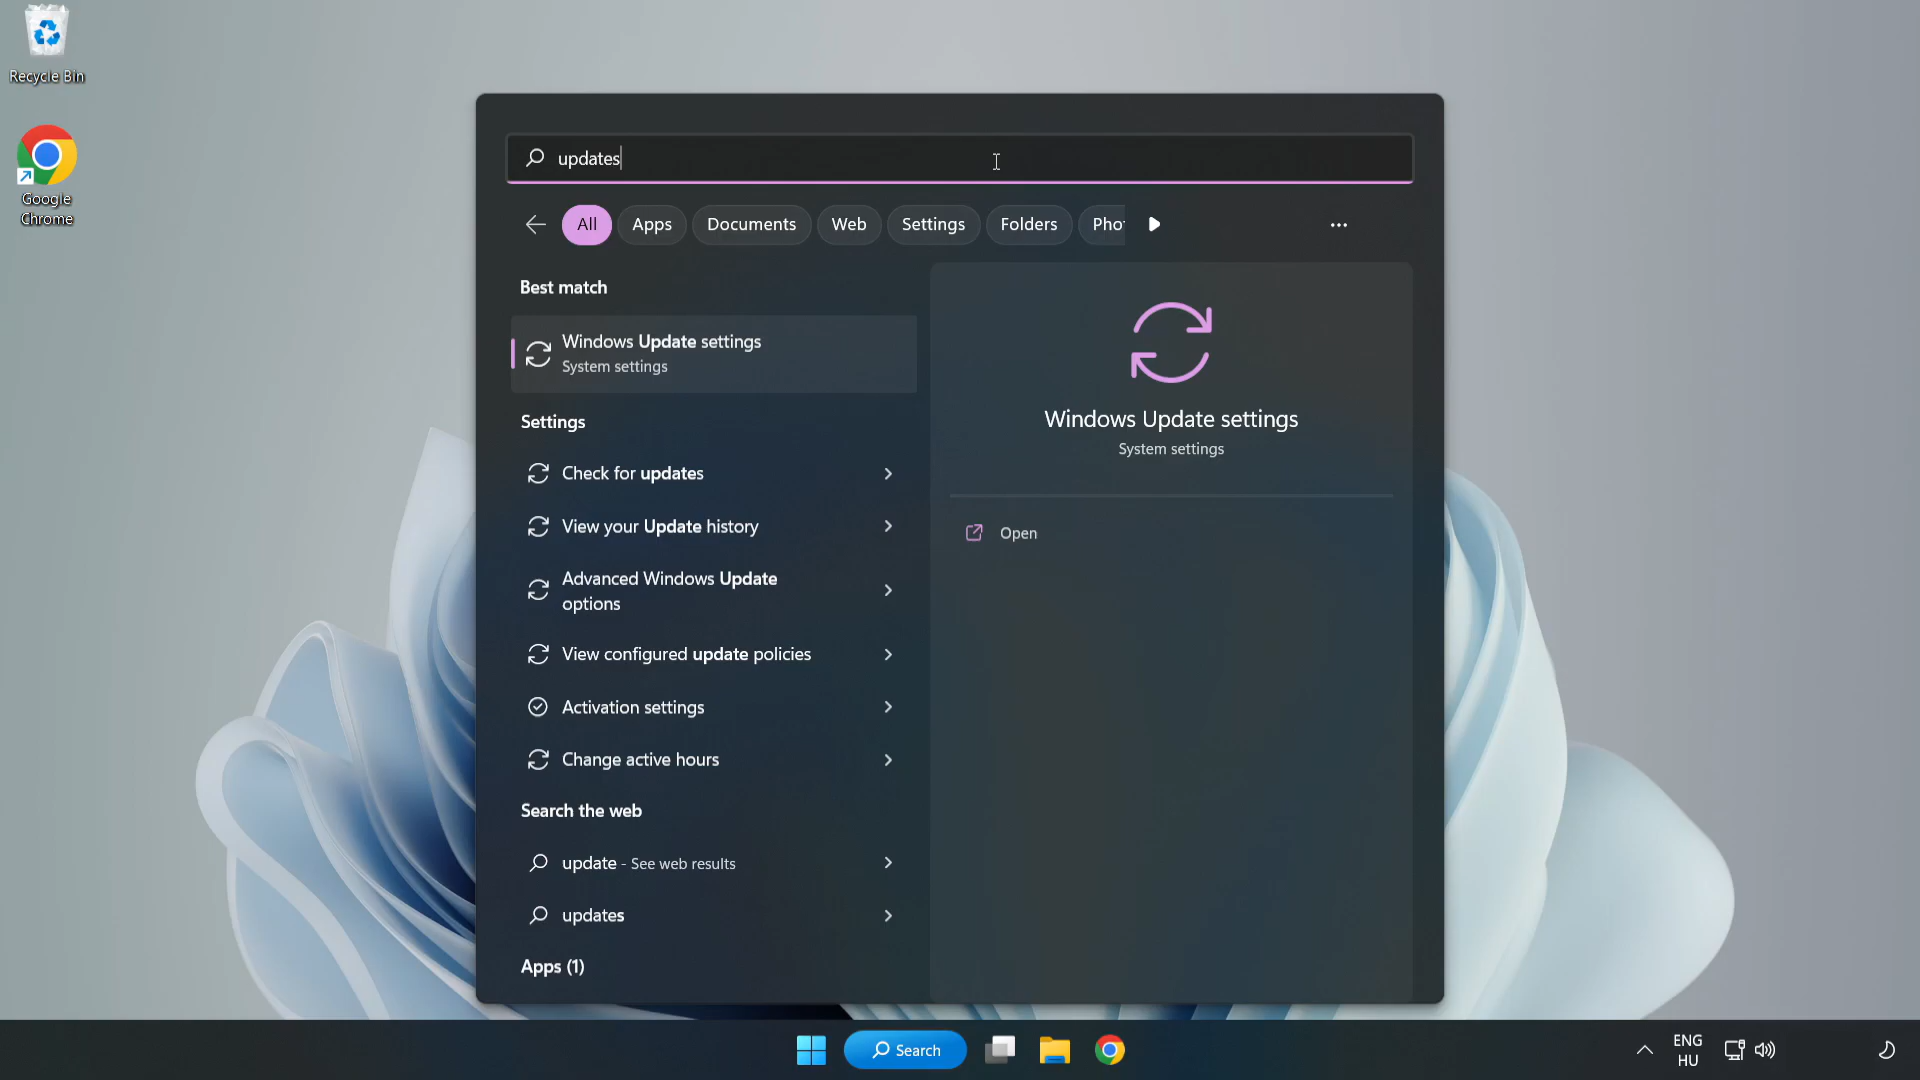 Recycle Bin
Google
Chrome
updates
All
Apps
Documents
Web
Settings
Folders
Pho
Best match
Windows Update settings
System settings
Settings
Check for updates
View your Update history
Advanced Windows Update
options
View configured update policies
Activation settings
Change active hours
Search the web
update - See web results
updates
Apps (1)
Windows Update settings
System settings
Open
Search
ENG
HU